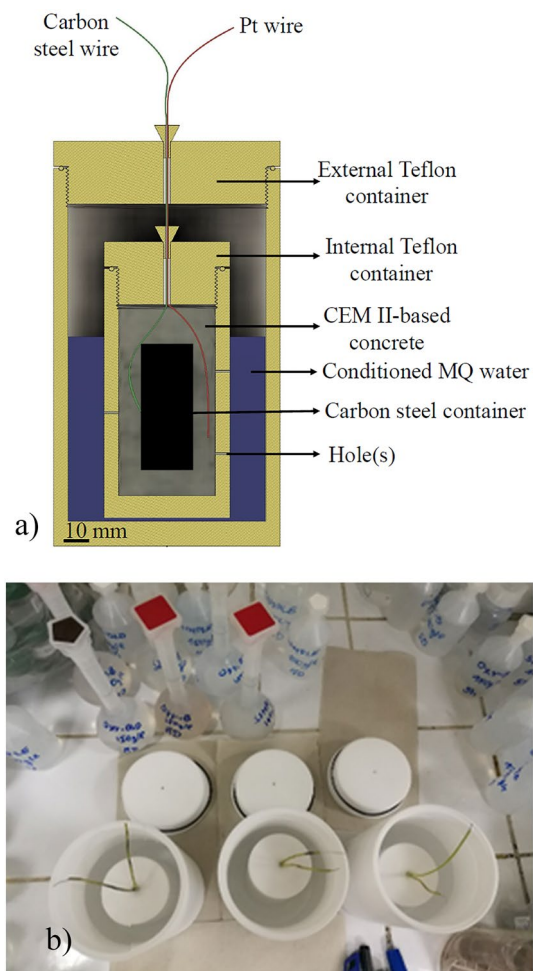 Carbon
steel wire
Pt wire
External Teflon
container
Internal Teflon
container
CEM II-based
concrete
Conditioned MQ water
Carbon steel container
Hole(s)
a)
10 mm
b)